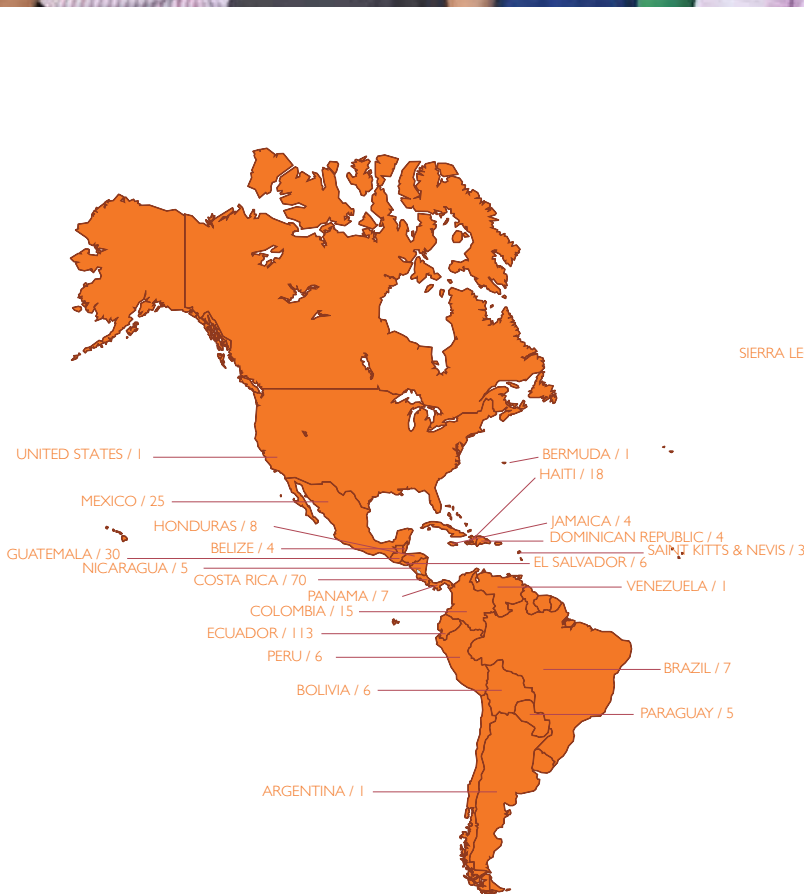 SIERRA LE
UNITED STATES / 1
BERMUDA / 1
HAITI / 18
MEXICO / 25
HONDURAS / 8
JAMAICA / 4
DOMINICAN REPUBLIC / 4
BELIZE / 4
SAINT KITTS & NEVIS / 3
GUATEMALA / 30
EL SALVADOR / 6
NICARAGUA / 5
COSTA RICA / 70
VENEZUELA / 1
PANAMA / 7
COLOMBIA / 15
ECUADOR / 113
PERU / 6
BRAZIL / 7
BOLIVIA / 6
PARAGUAY / 5
ARGENTINA / 1